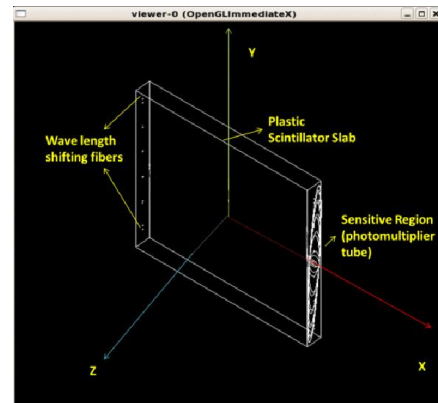 viewer-0 (OpenGLImmediateX)
Y
Plastic
Scintillator Slab
Wave length
shifting fibers
Sensitive Region
(photomultiplier
tube)
Z
X